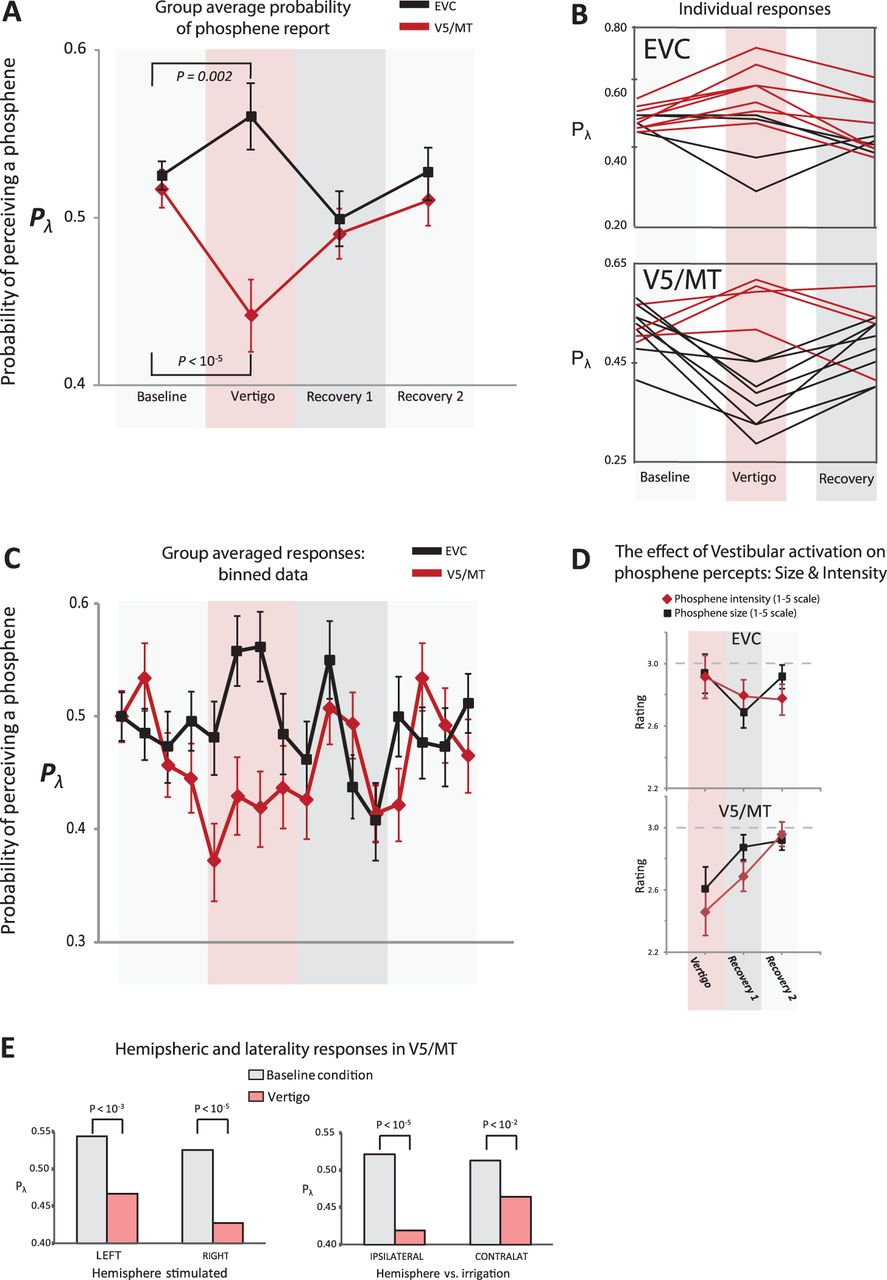 A
Group average probability
of phosphene report
EVC
V5/MT
0.6
P = 0.002
Probability of perceiving a phosphene
Pλ
0.5
P < 10-5
0.4
Baseline
Vertigo
Recovery 1
Recovery 2
B
Individual responses
0.80
EVC
0.60
Pλ
0.40
0.20
0.65
V5/MT
Pλ
0.45
0.25
Baseline
Vertigo
Recovery
C
Group averaged responses:
binned data
EVC
V5/MT
0.6
Probability of perceiving a phosphene
0.5
Pλ
0.4
0.3
D
The effect of Vestibular activation on
phosphene percepts: Size & Intensity
Phosphene intensity (1-5 scale)
Phosphene size (1-5 scale)
EVC
3.0
Rating
2.6
2.2
V5/MT
3.0
Rating
2.6
2.2
Vertigo
Recovery 1
Recovery 2
E
Hemipsheric and laterality responses in V5/MT
Baseline condition
Vertigo
P < 10-3
P < 10-5
0.55
0.50
Pλ
0.45
0.40
LEFT
RIGHT
Hemisphere stimulated
P < 10-5
P < 10-2
0.55
0.50
Pλ
0.45
0.40
IPSILATERAL
CONTRALAT
Hemisphere vs. irrigation